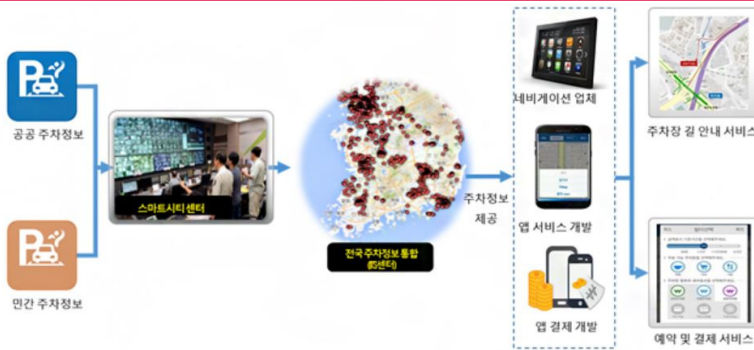 공공 주차정보
민간 주차정보
스마트시티 센터
전국 주차정보 통합
주차정보
제공
네비게이션 업체
앱 서비스 개발
앱 결제 개발
주차장 길 안내 서비스
예약 및 결제 서비스